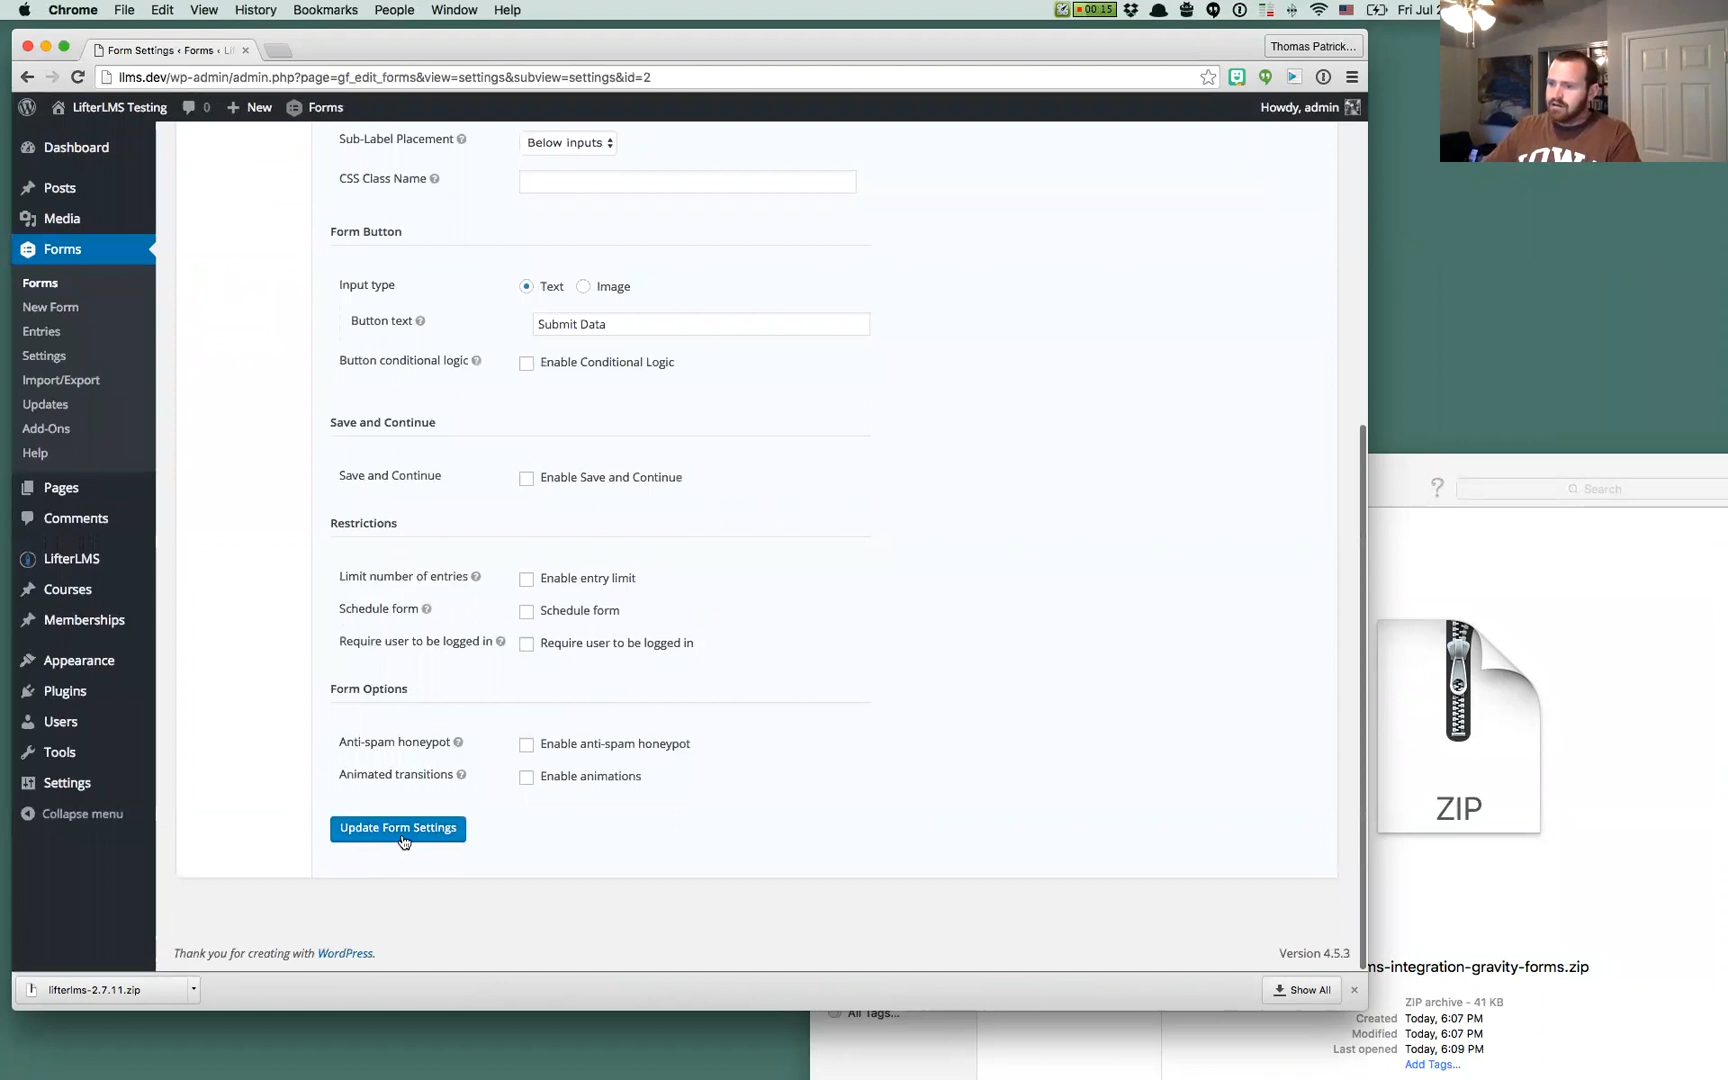 Chrome File Edit View History Bookmarks People Window Help
00:15
Fri Jul
Form Settings ‹ Forms ‹
Thomas Patrick...
llms.dev/wp-admin/admin.php?page=gf_edit_forms&view=settings&subview=settings&id=2
LifterLMS Testing 0 + New Forms
Howdy, admin
Dashboard
Posts
Media
Forms
Forms
New Form
Entries
Settings
Import/Export
Updates
Add-Ons
Help
Pages
Comments
LifterLMS
Courses
Memberships
Appearance
Plugins
Users
Tools
Settings
Collapse menu
Sub-Label Placement ?
Below inputs
CSS Class Name ?
Form Button
Input type
Text Image
Button text ?
Submit Data
Button conditional logic ?
Enable Conditional Logic
Save and Continue
Save and Continue
Enable Save and Continue
Restrictions
Limit number of entries ?
Enable entry limit
Schedule form ?
Schedule form
Require user to be logged in ?
Require user to be logged in
Form Options
Anti-spam honeypot ?
Enable anti-spam honeypot
Animated transitions ?
Enable animations
Update Form Settings
Thank you for creating with WordPress.
Version 4.5.3
lifterlms-2.7.11.zip
Show All
? Search
ZIP
ms-integration-gravity-forms.zip
ZIP archive - 41 KB
Created Today, 6:07 PM
Modified Today, 6:07 PM
Last opened Today, 6:09 PM
Add Tags...
All Tags...